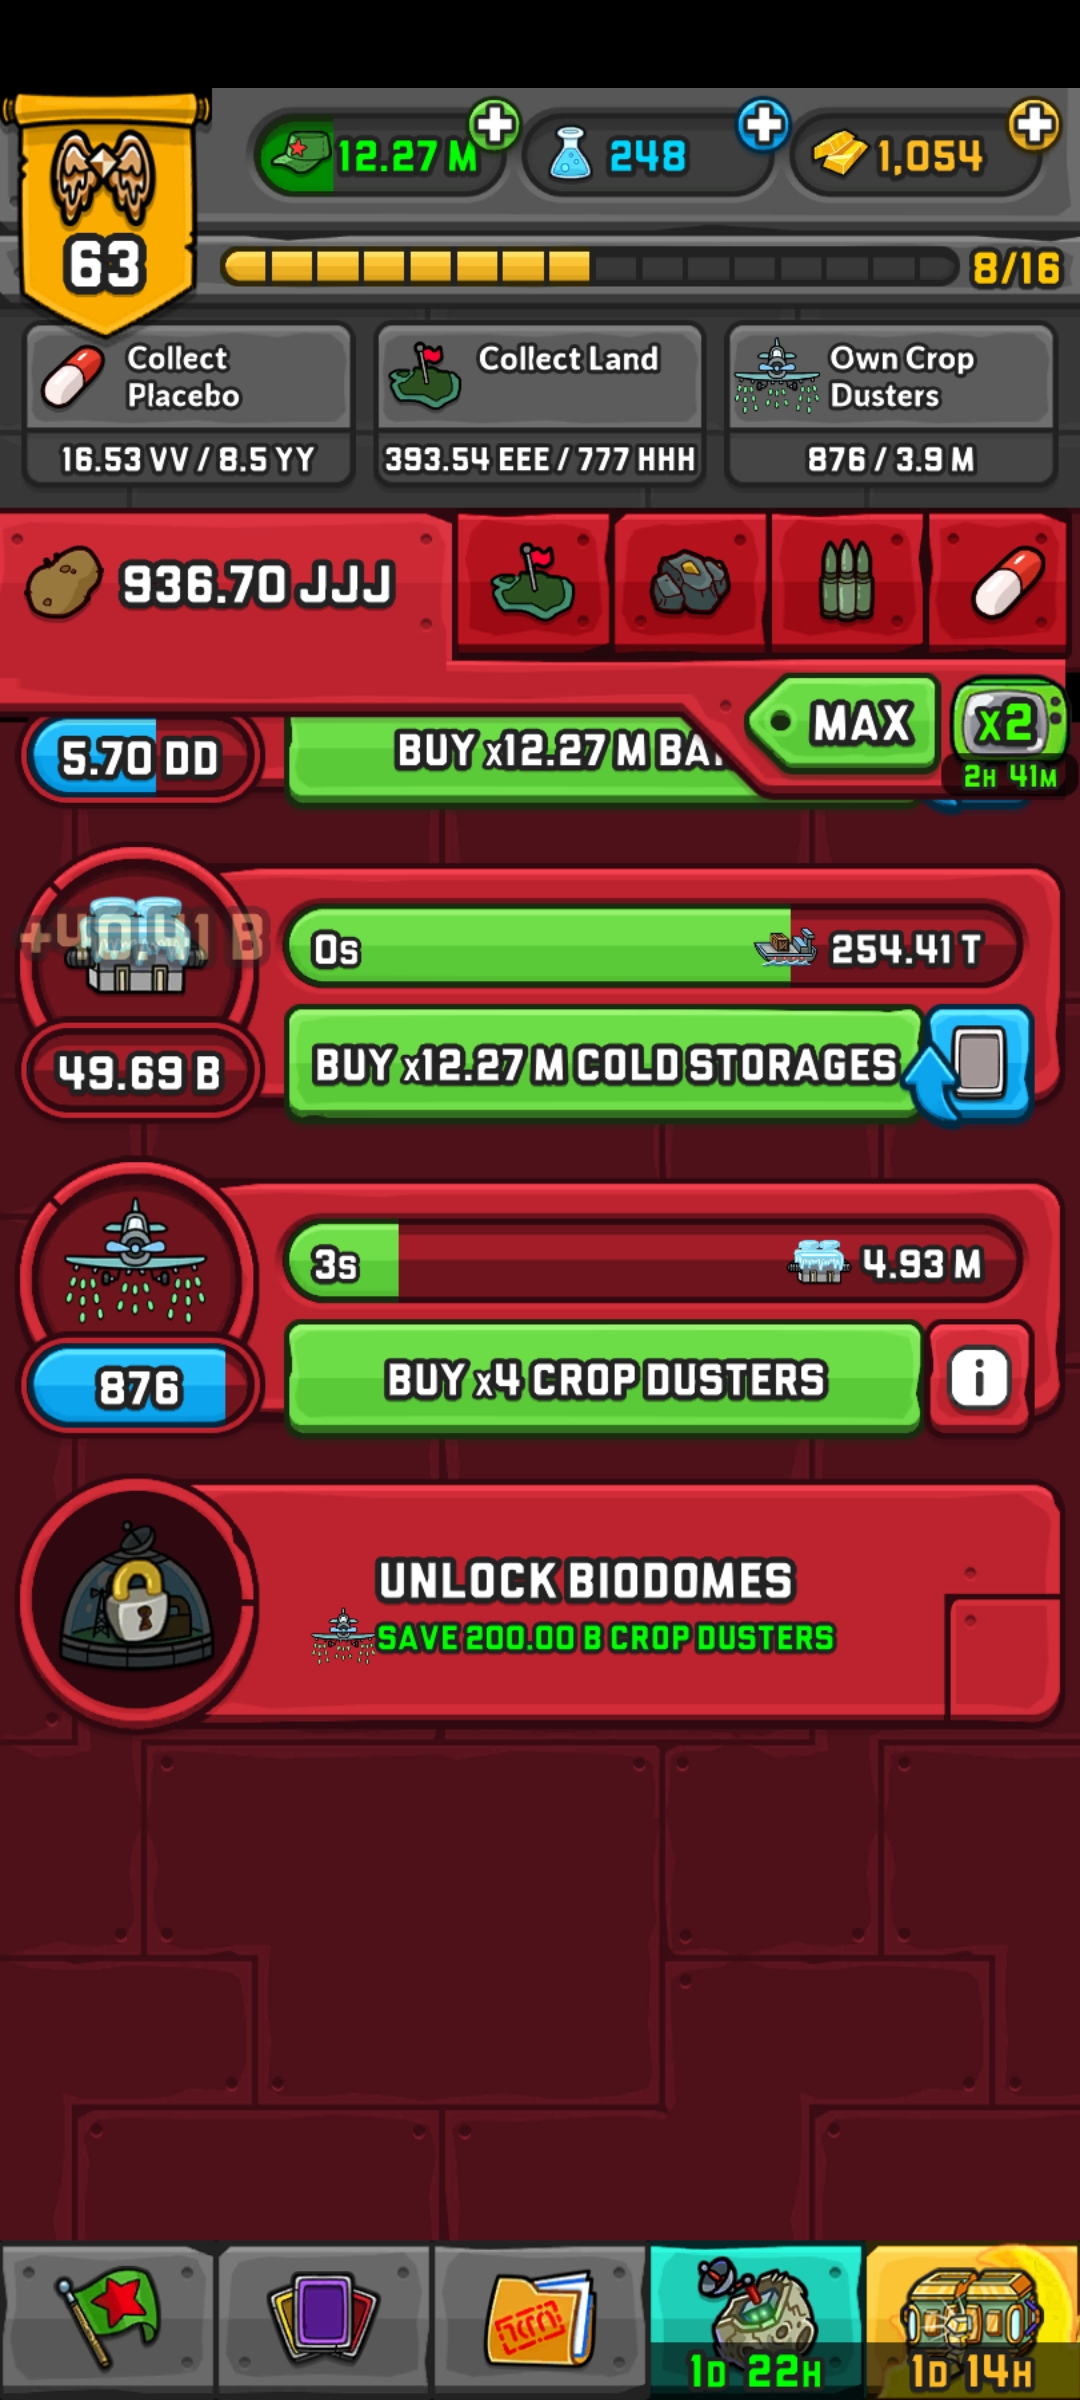 12.27 M
248
1,054
63
8/16
Collect
Placebo
16.53 VV / 8.5 YY
Collect Land
393.54 EEE / 777 HHH
Own Crop
Dusters
876 / 3.9 M
936.70 JJJ
MAX
X2
2H 41M
5.70 DD
BUY x12.27 M BA
+40.41 B
0s
254.41 T
49.69 B
BUY x12.27 M COLD STORAGES
3s
4.93 M
876
BUY x4 CROP DUSTERS
i
UNLOCK BIODOMES
SAVE 200.00 B CROP DUSTERS
1D 22H
1D 14H